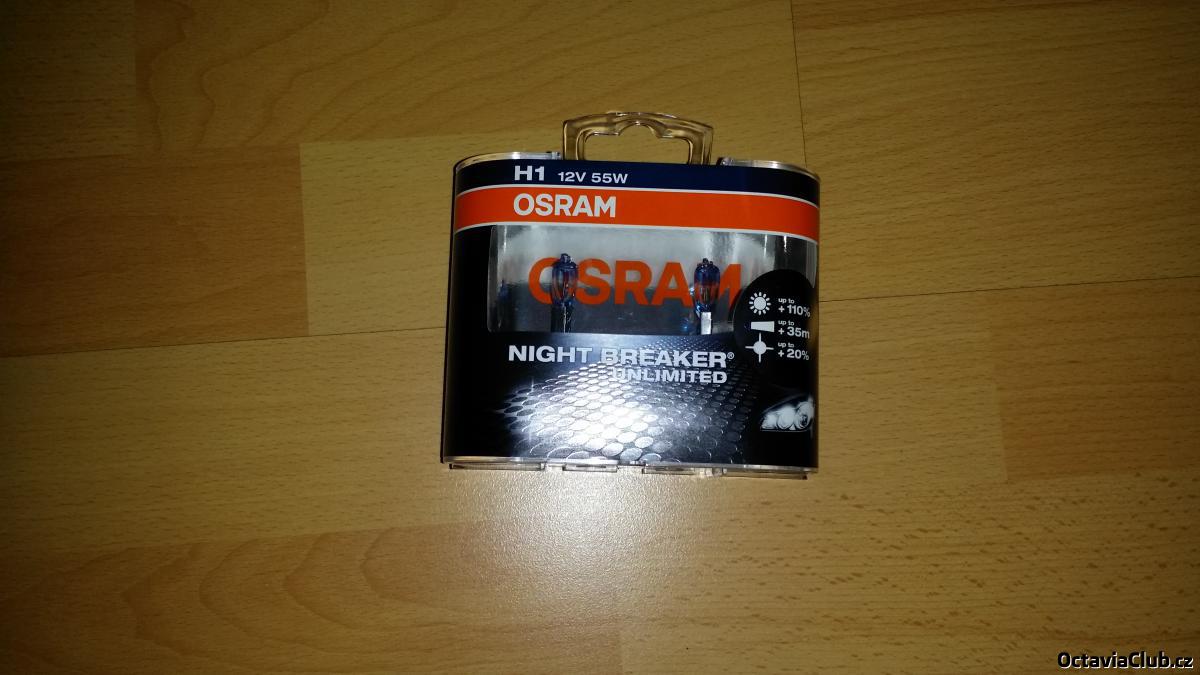 H1 12V 55W
OSRAM
OSRAM
up to
+110%
up to
+35m
up to
+20%
NIGHT BREAKER®
UNLIMITED
OctaviaClub.cz